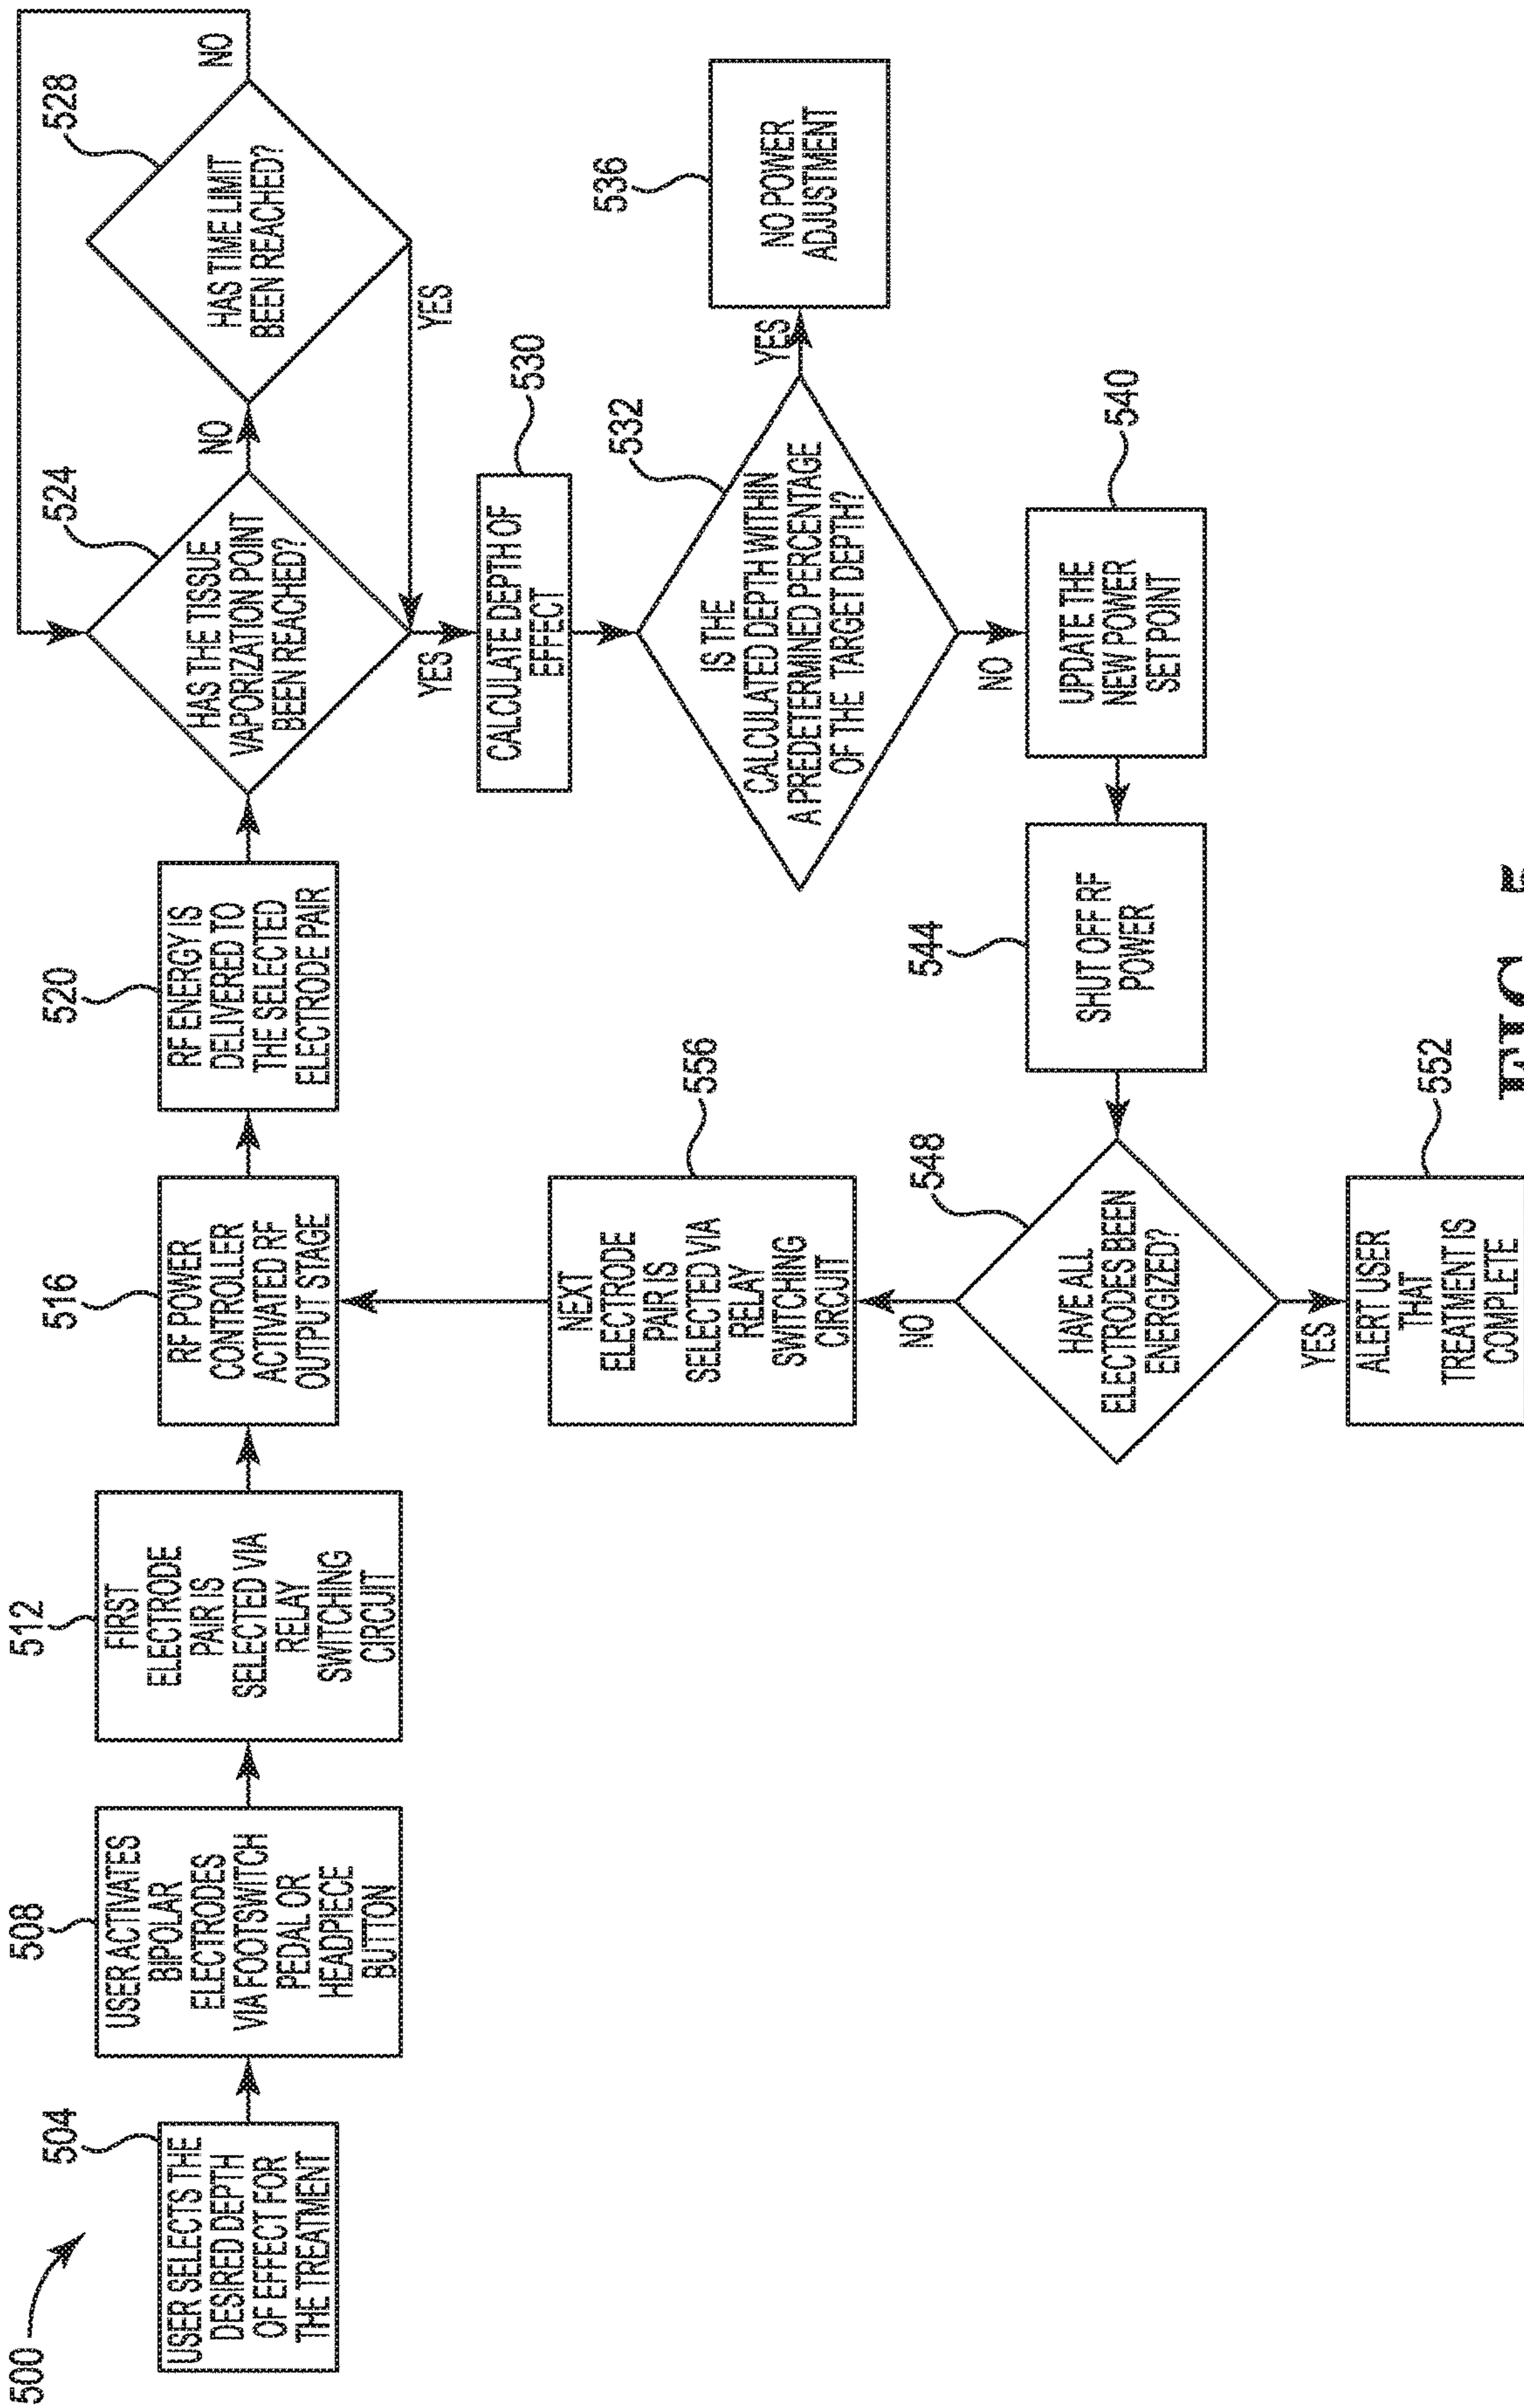 500
504
USER SELECTS THE
DESIRED DEPTH
OF EFFECT FOR
THE TREATMENT
508
USER ACTIVATES
BIPOLAR
ELECTRODES
VIA FOOTSWITCH
PEDAL OR
HEADPIECE
BUTTON
512
FIRST
ELECTRODE
PAIR IS
SELECTED VIA
RELAY
SWITCHING
CIRCUIT
516
RF POWER
CONTROLLER
ACTIVATED RF
OUTPUT STAGE
520
RF ENERGY IS
DELIVERED TO
THE SELECTED
ELECTRODE PAIR
524
HAS THE TISSUE
VAPORIZATION POINT
BEEN REACHED?
NO
528
HAS TIME LIMIT
BEEN REACHED?
NO
YES
YES
530
CALCULATE DEPTH OF
EFFECT
532
IS THE
CALCULATED DEPTH WITHIN
A PREDETERMINED PERCENTAGE
OF THE TARGET DEPTH?
YES
536
NO POWER
ADJUSTMENT
NO
540
UPDATE THE
NEW POWER
SET POINT
544
SHUT OFF RF
POWER
548
HAVE ALL
ELECTRODES BEEN
ENERGIZED?
NO
556
NEXT
ELECTRODE
PAIR IS
SELECTED VIA
RELAY
SWITCHING
CIRCUIT
YES
552
ALERT USER
THAT
TREATMENT IS
COMPLETE